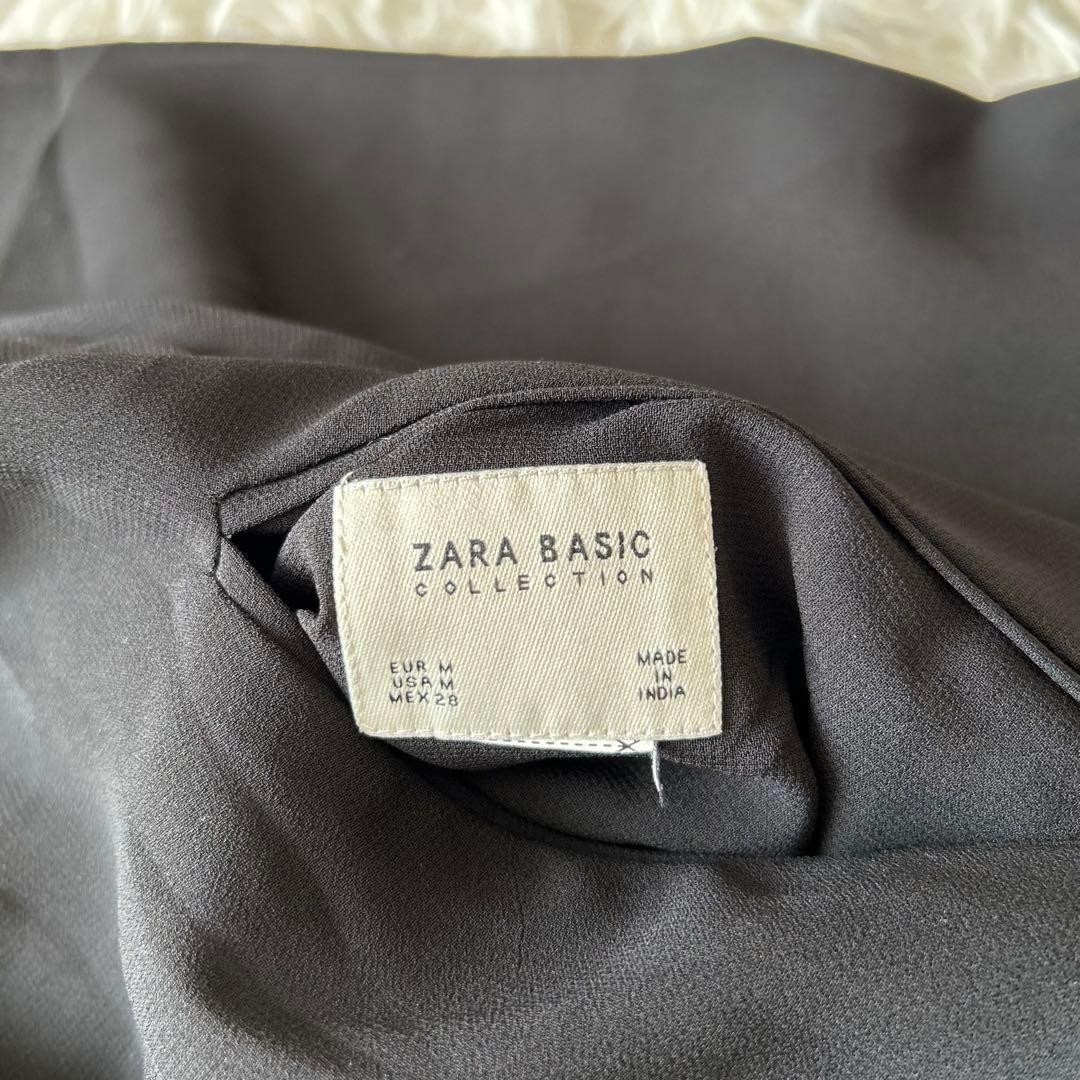 ZARA BASIC
COLLECTION
EUR M
USA M
MEX 28
MADE
IN
INDIA